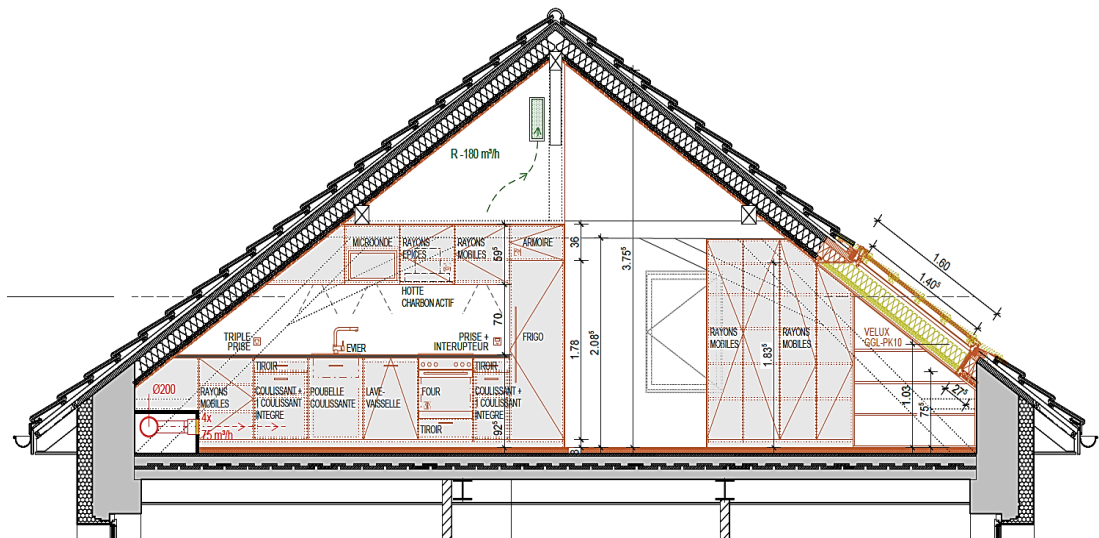 R -180 m³/h
MICROONDE
RAYONS
EPICES
RAYONS
MOBILES
ARMOIRE
59⁵
36
3.75⁵
1.60
1.40⁵
HOTTE
CHARBON ACTIF
TRIPLE
PRISE
EVIER
PRISE +
INTERUPTEUR
70
FRIGO
1.78
2.08⁵
RAYONS
MOBILES
RAYONS
MOBILES
1.83⁵
VELUX
GGL-PK10
1.03
75⁵
27⁵
Ø200
RAYONS
MOBILES
TIROIR
COULISSANT +
COULISSANT
INTEGRE
POUBELLE
COULISSANTE
LAVE-
VAISSELLE
FOUR
TIROIR
TIROIR
COULISSANT +
COULISSANT
INTEGRE
92⁵
8
4x
75 m³/h